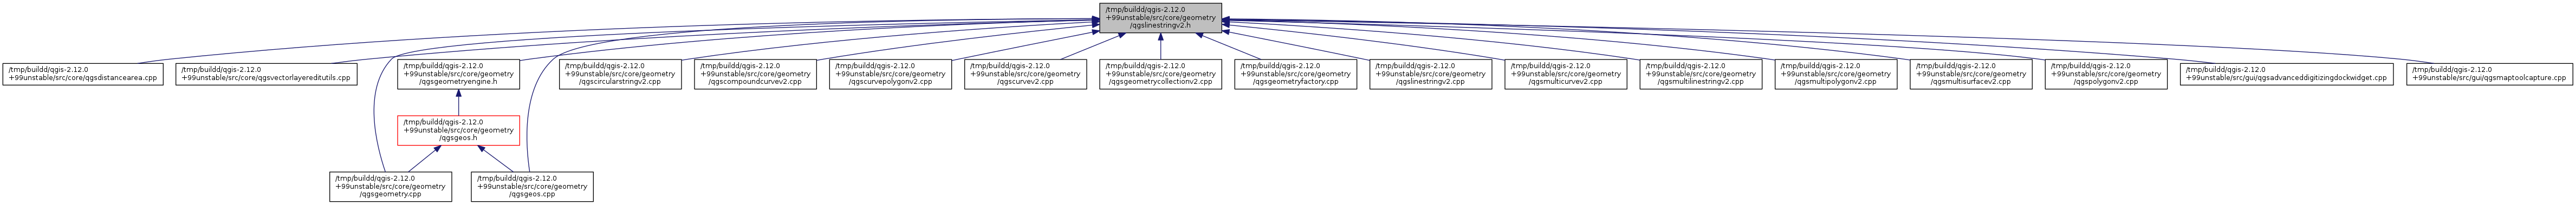 /tmp/buildd/qgis-2.12.0
+99unstable/src/core/geometry
/qgslinestringv2.h
/tmp/buildd/qgis-2.12.0
+99unstable/src/core/qgsdistancearea.cpp
/tmp/buildd/qgis-2.12.0
+99unstable/src/core/qgsvectorlayereditutils.cpp
/tmp/buildd/qgis-2.12.0
+99unstable/src/core/geometry
/qgsgeometryengine.h
/tmp/buildd/qgis-2.12.0
+99unstable/src/core/geometry
/qgscircularstringv2.cpp
/tmp/buildd/qgis-2.12.0
+99unstable/src/core/geometry
/qgscompoundcurvev2.cpp
/tmp/buildd/qgis-2.12.0
+99unstable/src/core/geometry
/qgscurvepolygonv2.cpp
/tmp/buildd/qgis-2.12.0
+99unstable/src/core/geometry
/qgscurvev2.cpp
/tmp/buildd/qgis-2.12.0
+99unstable/src/core/geometry
/qgsgeometrycollectionv2.cpp
/tmp/buildd/qgis-2.12.0
+99unstable/src/core/geometry
/qgsgeometryfactory.cpp
/tmp/buildd/qgis-2.12.0
+99unstable/src/core/geometry
/qgslinestringv2.cpp
/tmp/buildd/qgis-2.12.0
+99unstable/src/core/geometry
/qgsmulticurvev2.cpp
/tmp/buildd/qgis-2.12.0
+99unstable/src/core/geometry
/qgsmultilinestringv2.cpp
/tmp/buildd/qgis-2.12.0
+99unstable/src/core/geometry
/qgsmultipolygonv2.cpp
/tmp/buildd/qgis-2.12.0
+99unstable/src/core/geometry
/qgsmultisurfacev2.cpp
/tmp/buildd/qgis-2.12.0
+99unstable/src/core/geometry
/qgspolygonv2.cpp
/tmp/buildd/qgis-2.12.0
+99unstable/src/gui/qgsadvanceddigitizingdockwidget.cpp
/tmp/buildd/qgis-2.12.0
+99unstable/src/gui/qgsmaptoolcapture.cpp
/tmp/buildd/qgis-2.12.0
+99unstable/src/core/geometry
/qgsgeos.h
/tmp/buildd/qgis-2.12.0
+99unstable/src/core/geometry
/qgsgeometry.cpp
/tmp/buildd/qgis-2.12.0
+99unstable/src/core/geometry
/qgsgeos.cpp